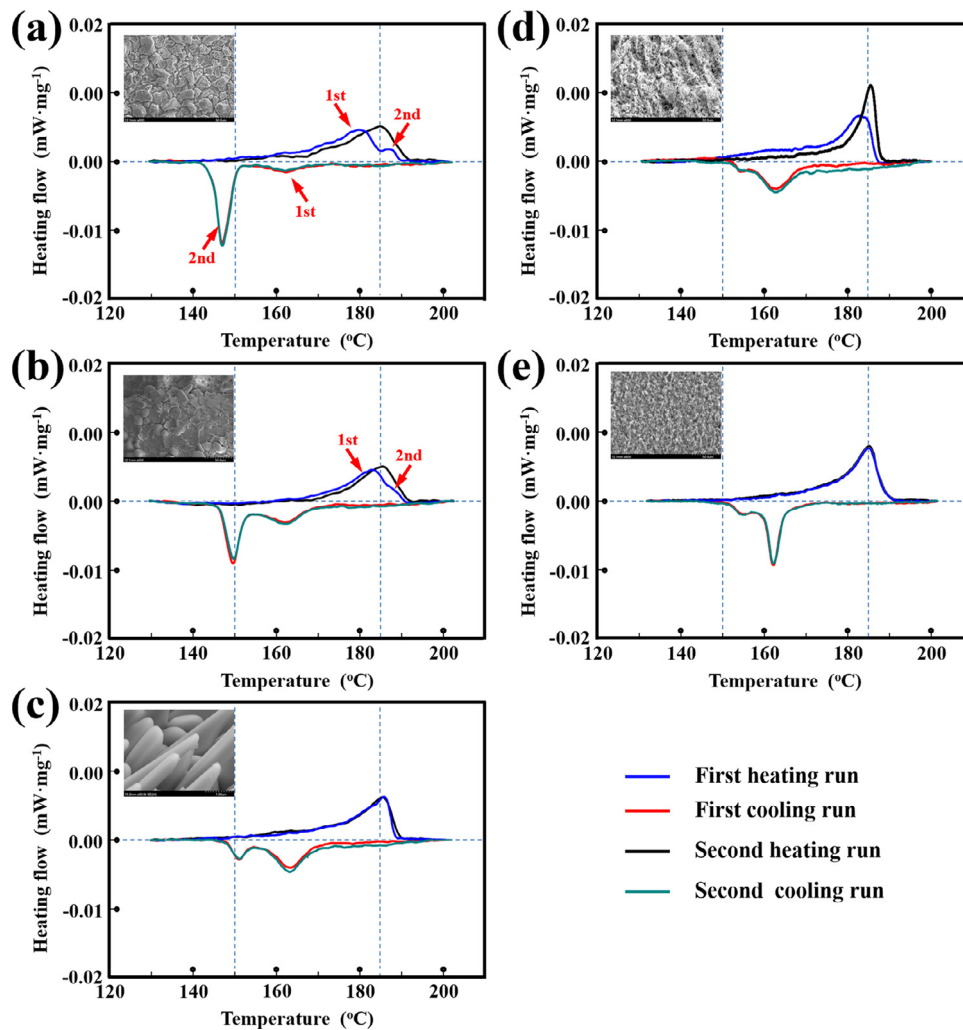 (a)
Heating flow (mW·mg⁻¹)
0.02
0.00
0.00
-0.01
-0.02
1st
2nd
1st
2nd
120 140 160 180 200
Temperature (°C)
(d)
Heating flow (mW·mg⁻¹)
0.02
0.00
0.00
-0.01
-0.02
120 140 160 180 200
Temperature (°C)
(b)
Heating flow (mW·mg⁻¹)
0.02
0.00
0.00
-0.01
-0.02
1st
2nd
120 140 160 180 200
Temperature (°C)
(e)
Heating flow (mW·mg⁻¹)
0.02
0.00
0.00
-0.01
-0.02
120 140 160 180 200
Temperature (°C)
(c)
Heating flow (mW·mg⁻¹)
0.02
0.00
0.00
-0.01
-0.02
120 140 160 180 200
Temperature (°C)
First heating run
First cooling run
Second heating run
Second cooling run